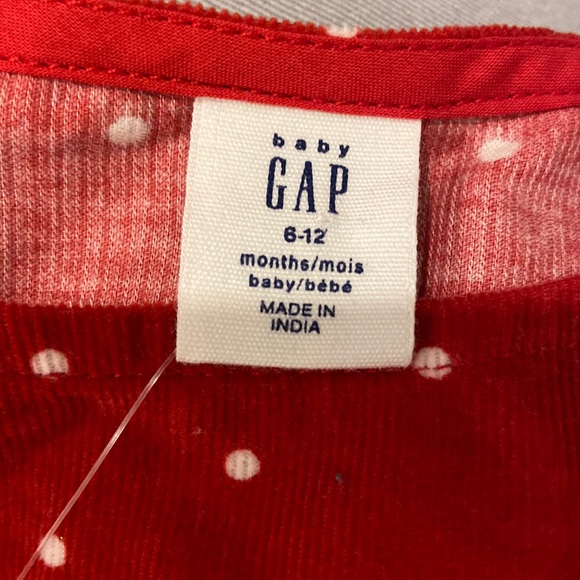 baby
GAP
6-12
months/mois
baby/bébé
MADE IN
INDIA